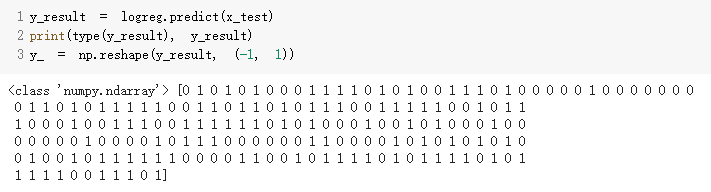 1 y_result = logreg.predict(x_test)
2 print(type(y_result), y_result)
3 y_ = np.reshape(y_result, (-1, 1))
<class 'numpy.ndarray'> [0 1 0 1 0 1 0 0 0 1 1 1 1 0 1 0 1 0 0 1 1 1 0 1 0 0 0 0 0 1 0 0 0 0 0 0 0
0 1 1 0 1 0 1 1 1 1 1 0 0 1 1 0 1 1 0 1 0 1 1 1 0 0 1 1 1 1 1 0 0 1 0 1 1
1 0 0 0 1 0 0 1 1 1 0 0 1 1 1 1 1 1 0 1 0 1 0 0 0 1 0 0 1 0 1 0 0 0 1 0 0
0 0 0 0 0 1 0 0 0 0 1 0 1 1 1 0 0 0 0 0 0 0 1 1 0 0 0 0 1 0 1 0 1 0 1 0 1 0
0 1 0 0 1 0 1 1 1 1 1 1 0 0 0 0 1 1 0 0 1 0 1 1 1 1 0 1 0 1 1 1 1 0 1 0 1
1 1 1 1 0 0 1 1 1 0 1]